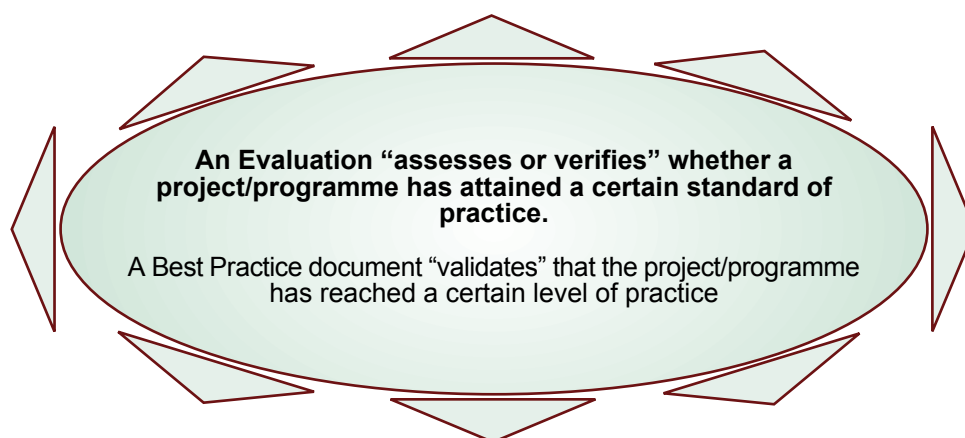 An Evaluation “assesses or verifies” whether a
project/programme has attained a certain standard of
practice.
A Best Practice document “validates” that the project/programme
has reached a certain level of practice